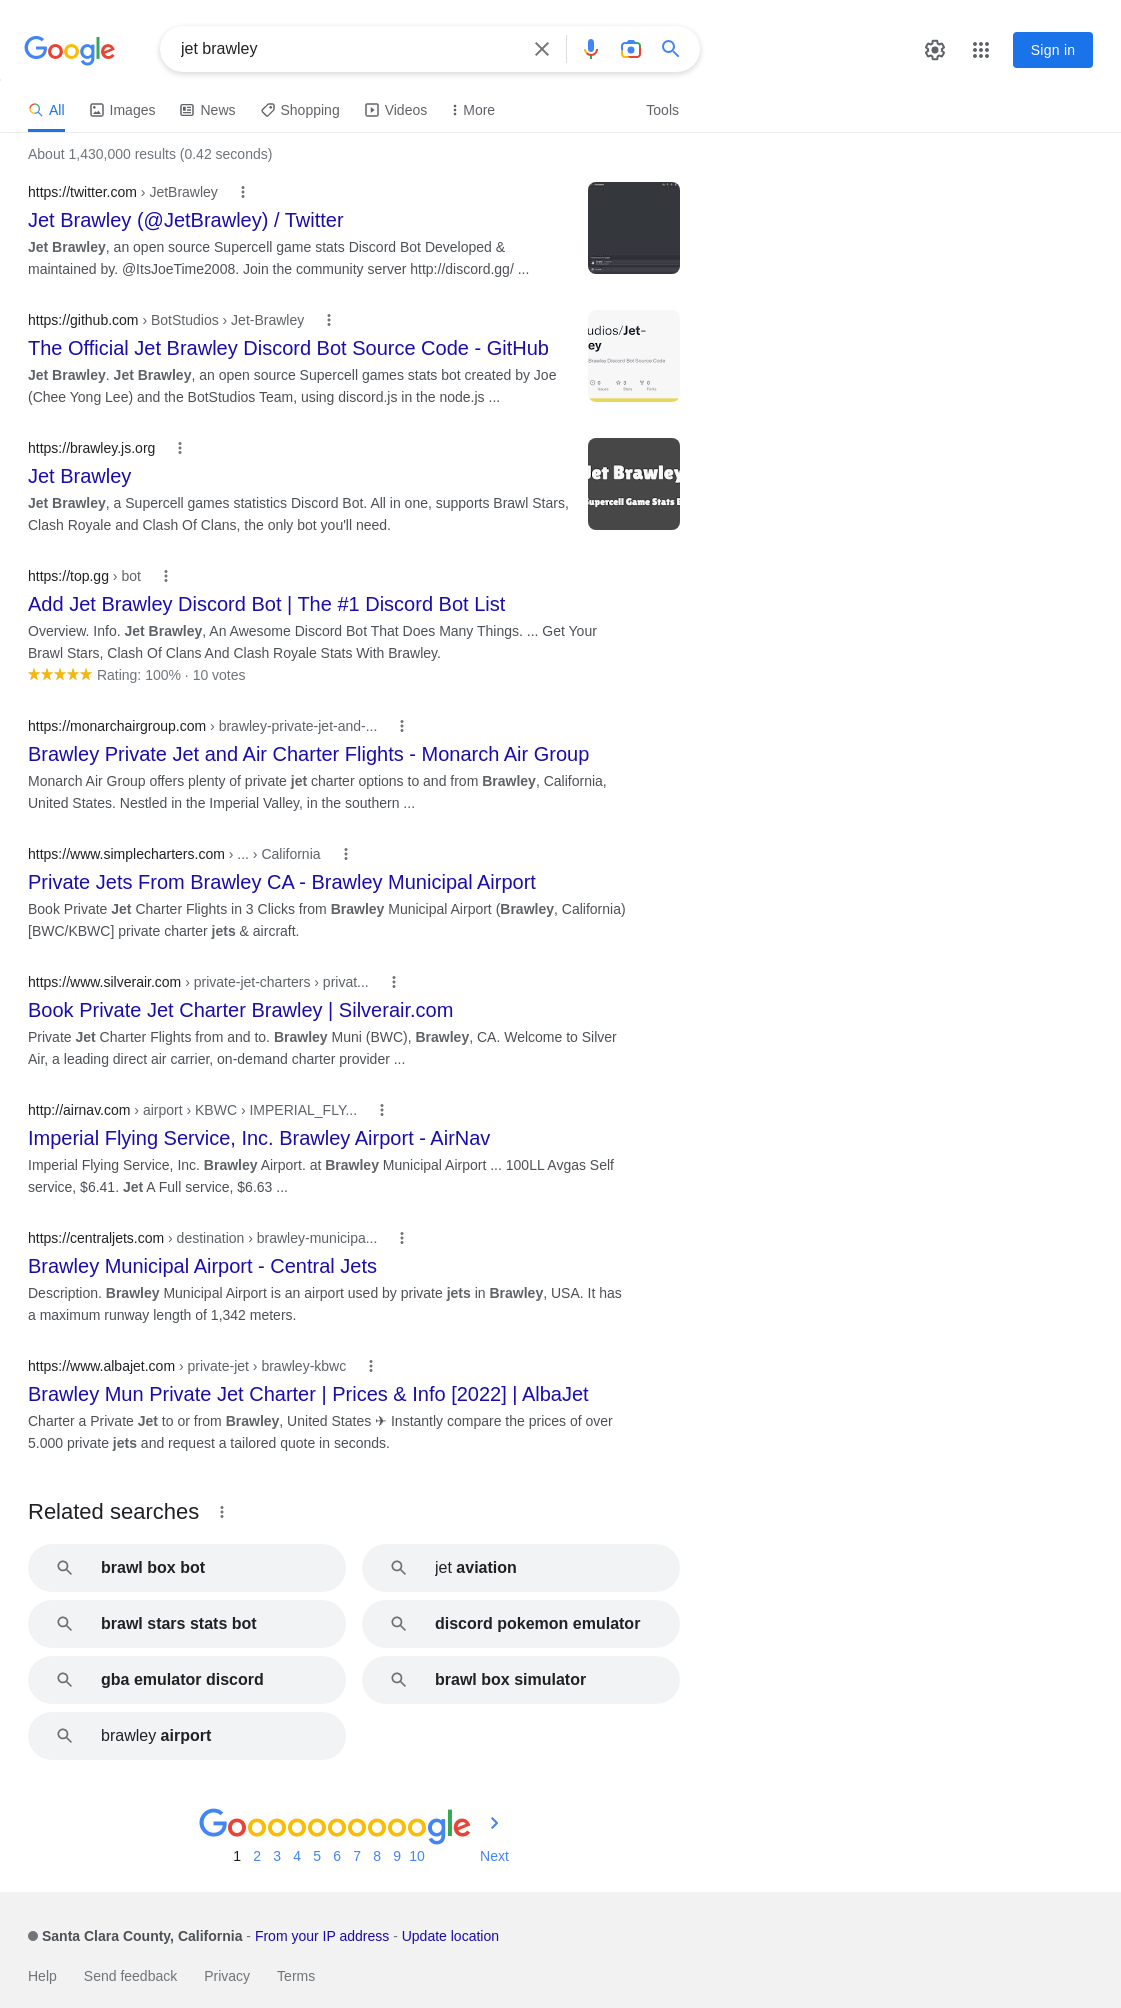 Google
jet brawley
Sign in
All
Images
News
Shopping
Videos
More
Tools
About 1,430,000 results (0.42 seconds)
https://twitter.com › JetBrawley
Jet Brawley (@JetBrawley) / Twitter
Jet Brawley, an open source Supercell game stats Discord Bot Developed &
maintained by. @ItsJoeTime2008. Join the community server http://discord.gg/ ...
https://github.com › BotStudios › Jet-Brawley
The Official Jet Brawley Discord Bot Source Code - GitHub
Jet Brawley. Jet Brawley, an open source Supercell games stats bot created by Joe
(Chee Yong Lee) and the BotStudios Team, using discord.js in the node.js ...
udios/Jet-
ey
Brawley Discord Bot Source Code
0
3
0
Issues
Stars
Forks
https://brawley.js.org
Jet Brawley
Jet Brawley, a Supercell games statistics Discord Bot. All in one, supports Brawl Stars,
Clash Royale and Clash Of Clans, the only bot you'll need.
Jet Brawley
Supercell Game Stats B
https://top.gg › bot
Add Jet Brawley Discord Bot | The #1 Discord Bot List
Overview. Info. Jet Brawley, An Awesome Discord Bot That Does Many Things. ... Get Your
Brawl Stars, Clash Of Clans And Clash Royale Stats With Brawley.
Rating: 100% · 10 votes
https://monarchairgroup.com › brawley-private-jet-and-...
Brawley Private Jet and Air Charter Flights - Monarch Air Group
Monarch Air Group offers plenty of private jet charter options to and from Brawley, California,
United States. Nestled in the Imperial Valley, in the southern ...
https://www.simplecharters.com › ... › California
Private Jets From Brawley CA - Brawley Municipal Airport
Book Private Jet Charter Flights in 3 Clicks from Brawley Municipal Airport (Brawley, California)
[BWC/KBWC] private charter jets & aircraft.
https://www.silverair.com › private-jet-charters › privat...
Book Private Jet Charter Brawley | Silverair.com
Private Jet Charter Flights from and to. Brawley Muni (BWC), Brawley, CA. Welcome to Silver
Air, a leading direct air carrier, on-demand charter provider ...
http://airnav.com › airport › KBWC › IMPERIAL_FLY...
Imperial Flying Service, Inc. Brawley Airport - AirNav
Imperial Flying Service, Inc. Brawley Airport. at Brawley Municipal Airport ... 100LL Avgas Self
service, $6.41. Jet A Full service, $6.63 ...
https://centraljets.com › destination › brawley-municipa...
Brawley Municipal Airport - Central Jets
Description. Brawley Municipal Airport is an airport used by private jets in Brawley, USA. It has
a maximum runway length of 1,342 meters.
https://www.albajet.com › private-jet › brawley-kbwc
Brawley Mun Private Jet Charter | Prices & Info [2022] | AlbaJet
Charter a Private Jet to or from Brawley, United States ✈ Instantly compare the prices of over
5.000 private jets and request a tailored quote in seconds.
Related searches
brawl box bot
jet aviation
brawl stars stats bot
discord pokemon emulator
gba emulator discord
brawl box simulator
brawley airport
Goooooooooogle
1 2 3 4 5 6 7 8 9 10 Next
Santa Clara County, California - From your IP address - Update location
Help Send feedback Privacy Terms